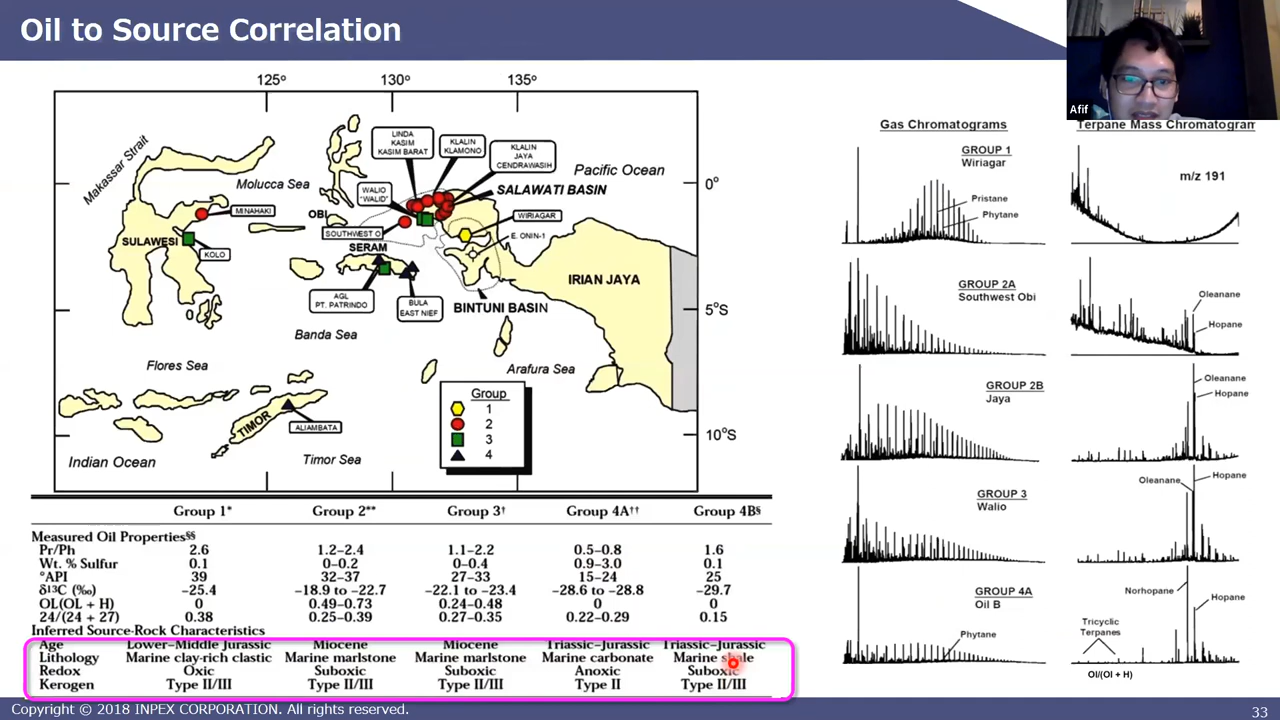 Oil to Source Correlation
Afif
125º 130º 135º
0º
5ºS
10ºS
Makassar Strait
Molucca Sea
Pacific Ocean
LINDA
KASIM
KASIM BARAT
KLALIN
KLAMONO
KLALIN
JAYA
CENDRAWASIH
WALIO
"WALID"
SALAWATI BASIN
MINAHAKI
OBI
SOUTHWEST O
WIRIAGAR
E. ONIN-1
SULAWESI
KOLO
SERAM
IRIAN JAYA
AGL
PT. PATRINDO
BULA
EAST NIEF
BINTUNI BASIN
Banda Sea
Flores Sea
Arafura Sea
TIMOR
ALIAMBATA
Indian Ocean
Timor Sea
Group
1
2
3
4
Group 1* Group 2** Group 3† Group 4A†† Group 4B§
Measured Oil Properties§§
Pr/Ph 2.6 1.2–2.4 1.1–2.2 0.5–0.8 1.6
Wt. % Sulfur 0.1 0–0.2 0–0.4 0.9–3.0 0.1
°API 39 32–37 27–33 15–24 25
δ13C (‰) –25.4 –18.9 to –22.7 –22.1 to –23.4 –28.6 to –28.8 –29.7
OL(OL + H) 0 0.49–0.73 0.24–0.48 0 0
24/(24 + 27) 0.38 0.25–0.39 0.27–0.35 0.22–0.29 0.15
Inferred Source-Rock Characteristics
Age Lower–Middle Jurassic Miocene Miocene Triassic–Jurassic Triassic–Jurassic
Lithology Marine clay-rich clastic Marine marlstone Marine marlstone Marine carbonate Marine shale
Redox Oxic Suboxic Suboxic Anoxic Suboxic
Kerogen Type II/III Type II/III Type II/III Type II Type II/III
Gas Chromatograms
GROUP 1
Wiriagar
Pristane
Phytane
GROUP 2A
Southwest Obi
GROUP 2B
Jaya
GROUP 3
Walio
GROUP 4A
Oil B
Phytane
Terpane Mass Chromatogram
m/z 191
Oleanane
Hopane
Oleanane
Hopane
Oleanane
Hopane
Norhopane
Hopane
Tricyclic
Terpanes
Ol/(Ol + H)
Copyright © 2018 INPEX CORPORATION. All rights reserved.
33